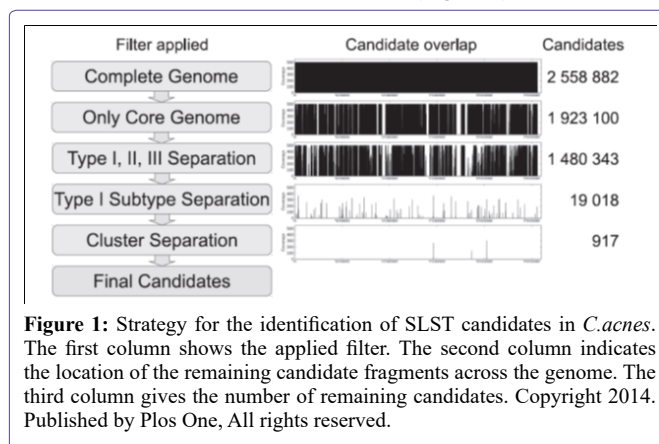 Filter applied Candidate overlap Candidates
Complete Genome 2 558 882
Only Core Genome 1 923 100
Type I, II, III Separation 1 480 343
Type I Subtype Separation 19 018
Cluster Separation 917
Final Candidates
Figure 1: Strategy for the identification of SLST candidates in C.acnes.
The first column shows the applied filter. The second column indicates
the location of the remaining candidate fragments across the genome. The
third column gives the number of remaining candidates. Copyright 2014.
Published by Plos One, All rights reserved.